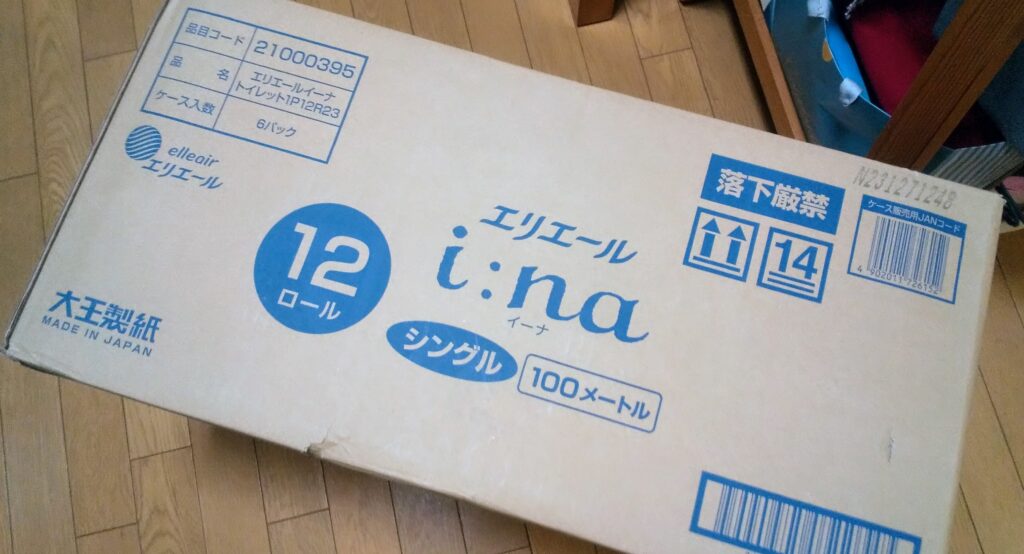 品目コード 21000395
品 名 エリエールイーナ
トイレット1P12R23
ケース入数 6パック
elleair
エリエール
大王製紙
MADE IN JAPAN
12
ロール
エリエール
i:na
イーナ
シングル
100メートル
落下厳禁
11
14
N231271248
ケース販売用JANコード
4 902011 726152